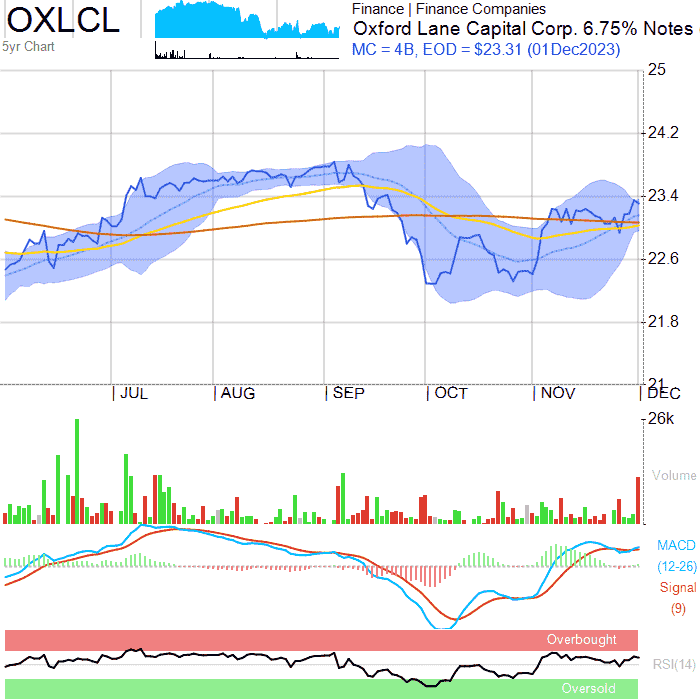 OXLCL
5yr Chart
Finance | Finance Companies
Oxford Lane Capital Corp. 6.75% Notes
MC = 4B, EOD = $23.31 (01Dec2023)
25
24.2
23.4
22.6
21.8
21
JUL AUG SEP OCT NOV DEC
26k
Volume
MACD
(12-26)
Signal
(9)
Overbought
RSI(14)
Oversold